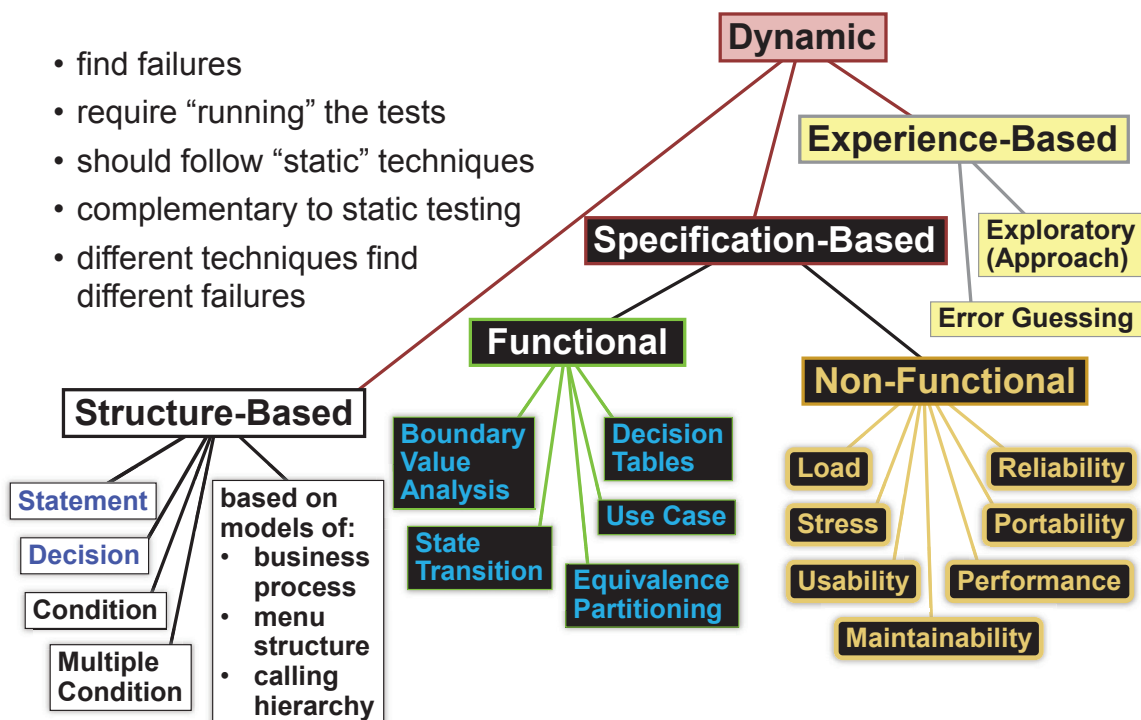 Dynamic
• find failures
• require “running” the tests
• should follow “static” techniques
• complementary to static testing
• different techniques find
different failures
Experience-Based
Exploratory
(Approach)
Error Guessing
Specification-Based
Functional
Boundary
Value
Analysis
Decision
Tables
Use Case
State
Transition
Equivalence
Partitioning
Non-Functional
Load
Reliability
Stress
Portability
Usability
Performance
Maintainability
Structure-Based
Statement
Decision
Condition
Multiple
Condition
based on
models of:
• business
process
• menu
structure
• calling
hierarchy